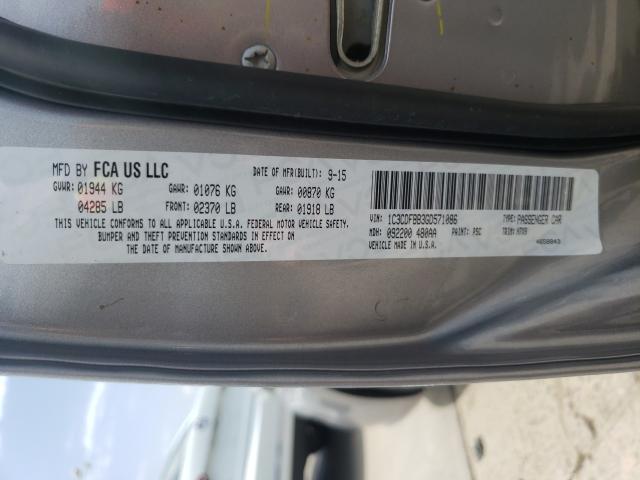 MFD BY FCA US LLC
DATE OF MFR(BUILT): 9-15
GVWR: 01944 KG GAWR: 01076 KG GAWR: 00870 KG
04285 LB FRONT: 02370 LB REAR: 01918 LB
THIS VEHICLE CONFORMS TO ALL APPLICABLE U.S.A. FEDERAL MOTOR VEHICLE SAFETY,
BUMPER AND THEFT PREVENTION STANDARDS IN EFFECT ON
THE DATE OF MANUFACTURE SHOWN ABOVE.
VIN: 1C3CDFBB3GD571086 TYPE: PASSENGER CAR
MDH: 092200 480AA PAINT: PSC TRIM:
MADE IN U.S.A.